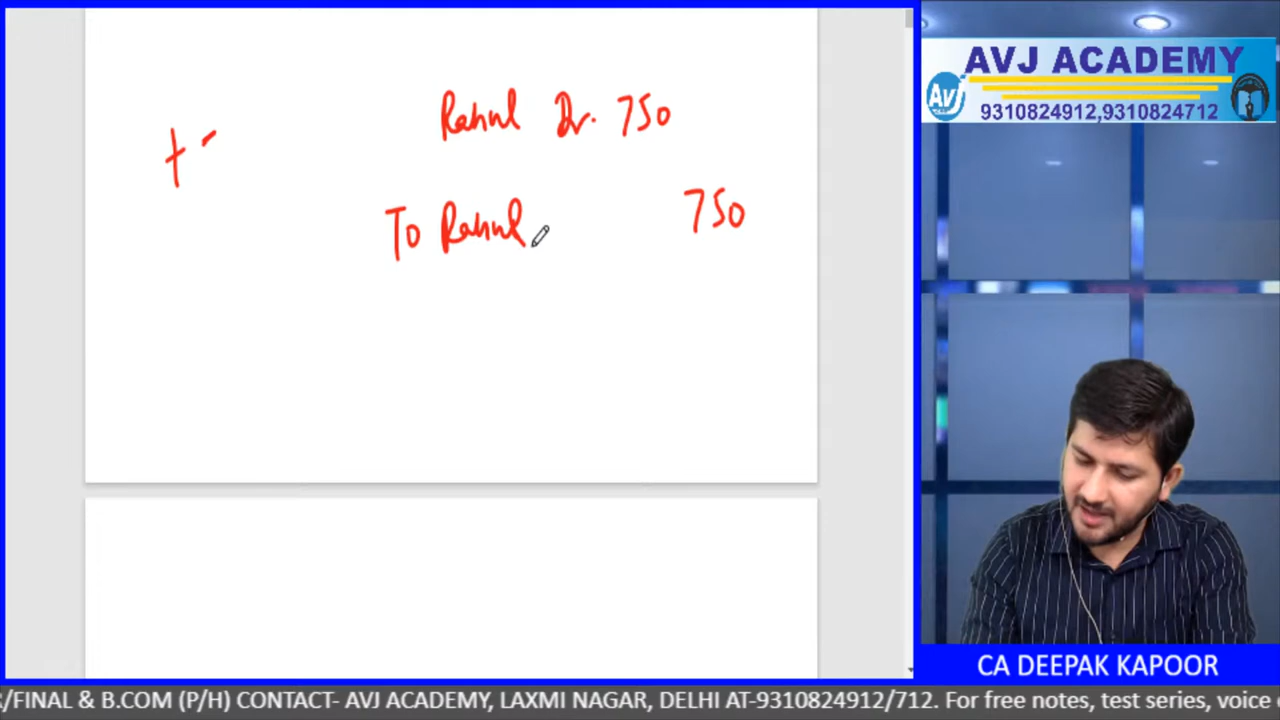 Rahul Dr. 750
+ -
To Rahul 750
AVJ ACADEMY
9310824912,9310824712
CA DEEPAK KAPOOR
R/FINAL & B.COM (P/H) CONTACT- AVJ ACADEMY, LAXMI NAGAR, DELHI AT-9310824912/712. For free notes, test series, voice